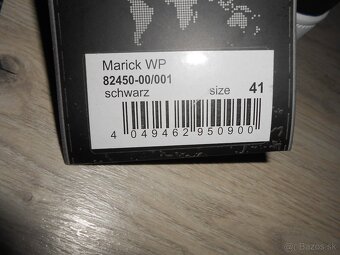 Marick WP
82450-00/001
schwarz size 41
4 049462 950900
Bazos.sk